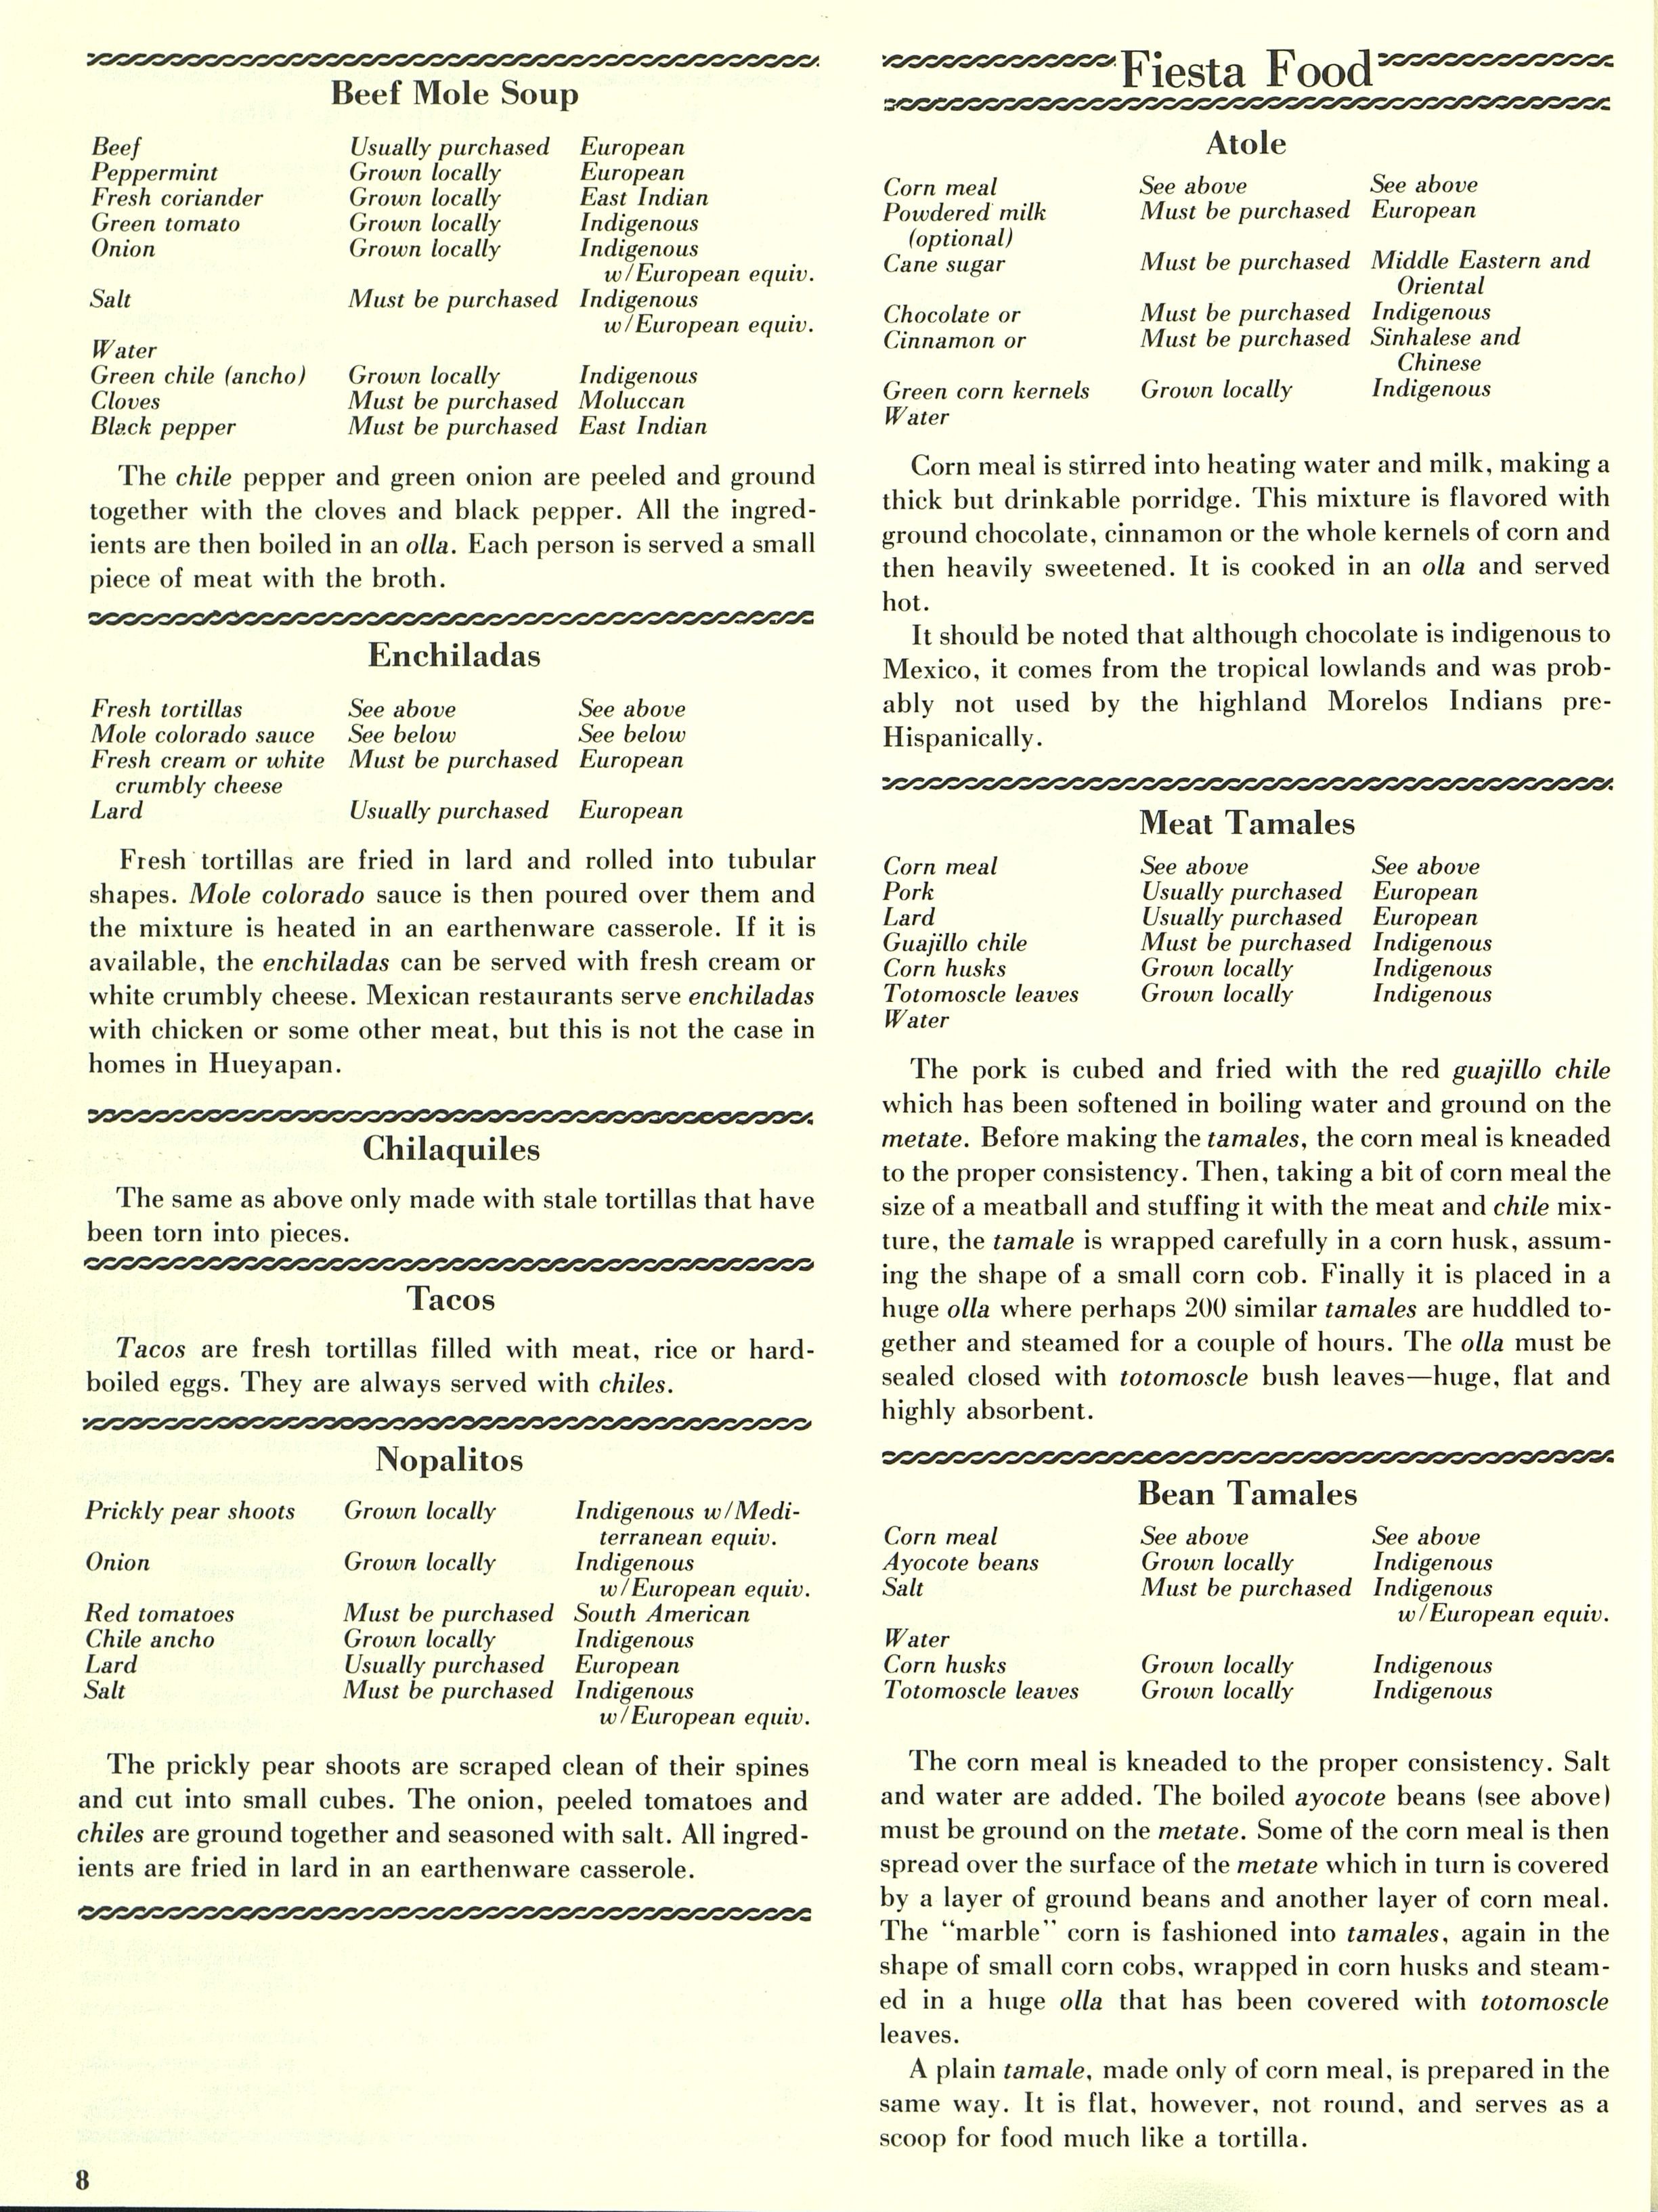 Beef Mole Soup
Beef Usually purchased European
Peppermint Grown locally European
Fresh coriander Grown locally East Indian
Green tomato Grown locally Indigenous
Onion Grown locally Indigenous
w/European equiv.
Salt Must be purchased Indigenous
w/European equiv.
Water
Green chile (ancho) Grown locally Indigenous
Cloves Must be purchased Moluccan
Black pepper Must be purchased East Indian
The chile pepper and green onion are peeled and ground
together with the cloves and black pepper. All the ingred-
ients are then boiled in an olla. Each person is served a small
piece of meat with the broth.
Enchiladas
Fresh tortillas See above See above
Mole colorado sauce See below See below
Fresh cream or white Must be purchased European
crumbly cheese
Lard Usually purchased European
Fresh tortillas are fried in lard and rolled into tubular
shapes. Mole colorado sauce is then poured over them and
the mixture is heated in an earthenware casserole. If it is
available, the enchiladas can be served with fresh cream or
white crumbly cheese. Mexican restaurants serve enchiladas
with chicken or some other meat, but this is not the case in
homes in Hueyapan.
Chilaquiles
The same as above only made with stale tortillas that have
been torn into pieces.
Tacos
Tacos are fresh tortillas filled with meat, rice or hard-
boiled eggs. They are always served with chiles.
Nopalitos
Prickly pear shoots Grown locally Indigenous w/Medi-
terranean equiv.
Onion Grown locally Indigenous
w/European equiv.
Red tomatoes Must be purchased South American
Chile ancho Grown locally Indigenous
Lard Usually purchased European
Salt Must be purchased Indigenous
w/European equiv.
The prickly pear shoots are scraped clean of their spines
and cut into small cubes. The onion, peeled tomatoes and
chiles are ground together and seasoned with salt. All ingred-
ients are fried in lard in an earthenware casserole.
8
Fiesta Food
Atole
Corn meal See above See above
Powdered milk Must be purchased European
(optional)
Cane sugar Must be purchased Middle Eastern and
Oriental
Chocolate or Must be purchased Indigenous
Cinnamon or Must be purchased Sinhalese and
Chinese
Green corn kernels Grown locally Indigenous
Water
Corn meal is stirred into heating water and milk, making a
thick but drinkable porridge. This mixture is flavored with
ground chocolate, cinnamon or the whole kernels of corn and
then heavily sweetened. It is cooked in an olla and served
hot.
It should be noted that although chocolate is indigenous to
Mexico, it comes from the tropical lowlands and was prob-
ably not used by the highland Morelos Indians pre-
Hispanically.
Meat Tamales
Corn meal See above See above
Pork Usually purchased European
Lard Usually purchased European
Guajillo chile Must be purchased Indigenous
Corn husks Grown locally Indigenous
Totomoscle leaves Grown locally Indigenous
Water
The pork is cubed and fried with the red guajillo chile
which has been softened in boiling water and ground on the
metate. Before making the tamales, the corn meal is kneaded
to the proper consistency. Then, taking a bit of corn meal the
size of a meatball and stuffing it with the meat and chile mix-
ture, the tamale is wrapped carefully in a corn husk, assum-
ing the shape of a small corn cob. Finally it is placed in a
huge olla where perhaps 200 similar tamales are huddled to-
gether and steamed for a couple of hours. The olla must be
sealed closed with totomoscle bush leaves—huge, flat and
highly absorbent.
Bean Tamales
Corn meal See above See above
Ayocote beans Grown locally Indigenous
Salt Must be purchased Indigenous
w/European equiv.
Water
Corn husks Grown locally Indigenous
Totomoscle leaves Grown locally Indigenous
The corn meal is kneaded to the proper consistency. Salt
and water are added. The boiled ayocote beans (see above)
must be ground on the metate. Some of the corn meal is then
spread over the surface of the metate which in turn is covered
by a layer of ground beans and another layer of corn meal.
The “marble” corn is fashioned into tamales, again in the
shape of small corn cobs, wrapped in corn husks and steam-
ed in a huge olla that has been covered with totomoscle
leaves.
A plain tamale, made only of corn meal, is prepared in the
same way. It is flat, however, not round, and serves as a
scoop for food much like a tortilla.